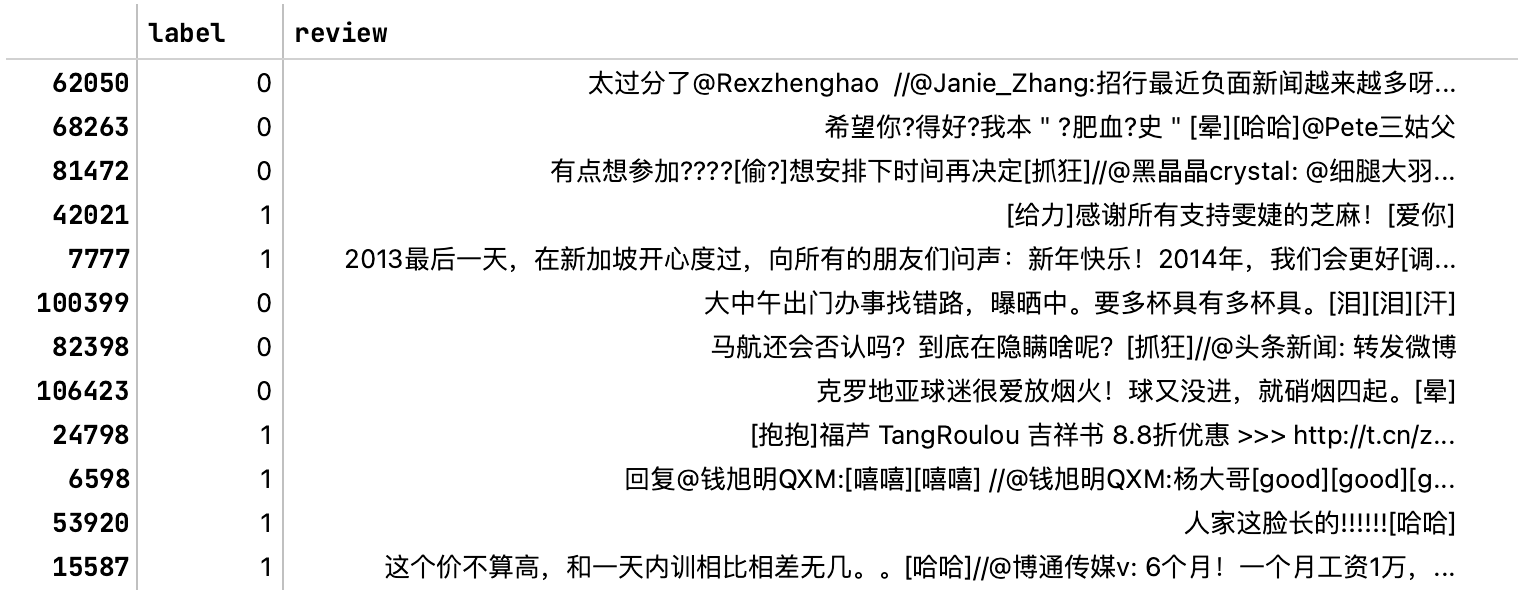 label review
62050 0 太过分了@Rexzhenghao //@Janie_Zhang:招行最近负面新闻越来越多呀...
68263 0 希望你?得好?我本＂?肥血?史＂[晕][哈哈]@Pete三姑父
81472 0 有点想参加????[偷?]想安排下时间再决定[抓狂]//@黑晶晶crystal: @细腿大羽...
42021 1 [给力]感谢所有支持雯婕的芝麻！[爱你]
7777 1 2013最后一天，在新加坡开心度过，向所有的朋友们问声：新年快乐！2014年，我们会更好[调...
100399 0 大中午出门办事找错路，曝晒中。要多杯具有多杯具。[泪][泪][汗]
82398 0 马航还会否认吗？到底在隐瞒啥呢？[抓狂]//@头条新闻: 转发微博
106423 0 克罗地亚球迷很爱放烟火！球又没进，就硝烟四起。[晕]
24798 1 [抱抱]福芦 TangRoulou 吉祥书 8.8折优惠 >>> http://t.cn/z...
6598 1 回复@钱旭明QXM:[嘻嘻][嘻嘻] //@钱旭明QXM:杨大哥[good][good][g...
53920 1 人家这脸长的!!!!!![哈哈]
15587 1 这个价不算高，和一天内训相比相差无几。。[哈哈]//@博通传媒v: 6个月！一个月工资1万，...